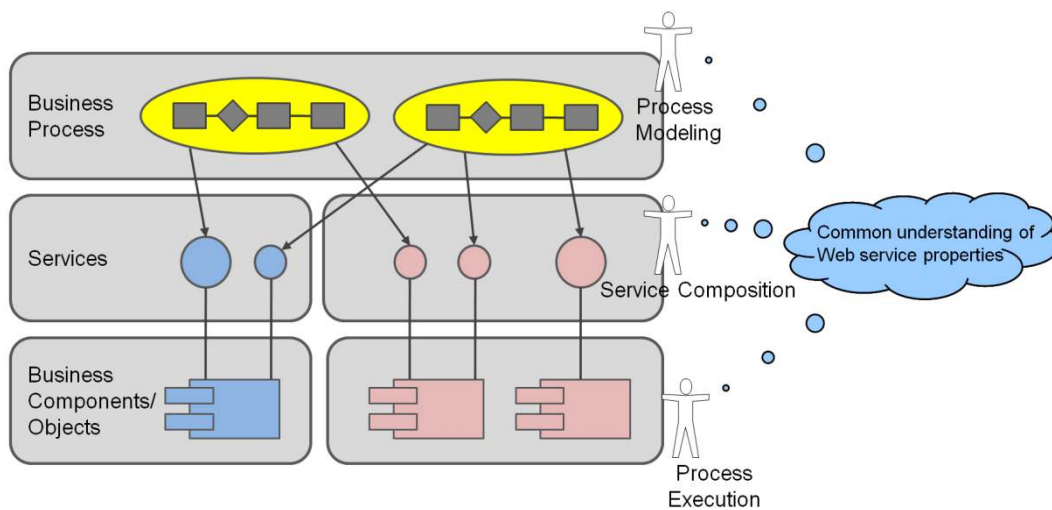 Business
Process
Process
Modeling
Services
Service Composition
Common understanding of
Web service properties
Business
Components/
Objects
Process
Execution